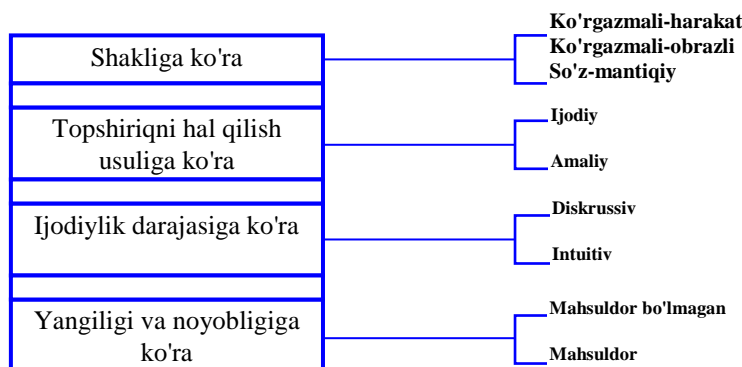 Shakliga ko'ra
Ko'rgazmali-harakat
Ko'rgazmali-obrazli
So'z-mantiqiy
Topshiriqni hal qilish
usuliga ko'ra
Ijodiy
Amaliy
Ijodiylik darajasiga ko'ra
Diskrussiv
Intuitiv
Yangiligi va noyobligiga
ko'ra
Mahsuldor bo'lmagan
Mahsuldor